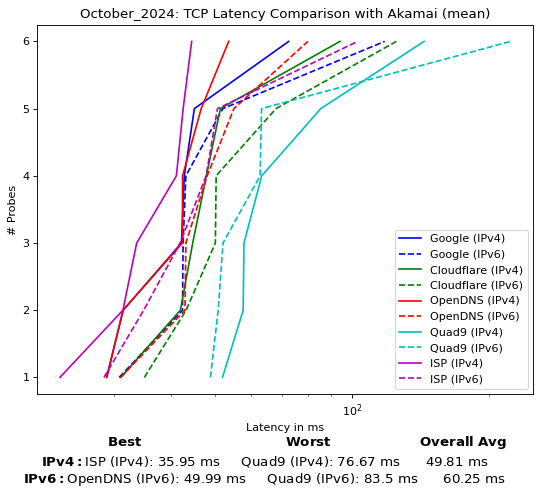 October_2024: TCP Latency Comparison with Akamai (mean)
6
5
4
3
2
1
# Probes
Google (IPv4)
Google (IPv6)
Cloudflare (IPv4)
Cloudflare (IPv6)
OpenDNS (IPv4)
OpenDNS (IPv6)
Quad9 (IPv4)
Quad9 (IPv6)
ISP (IPv4)
ISP (IPv6)
10²
Latency in ms
Best Worst Overall Avg
IPv4: ISP (IPv4): 35.95 ms Quad9 (IPv4): 76.67 ms 49.81 ms
IPv6: OpenDNS (IPv6): 49.99 ms Quad9 (IPv6): 83.5 ms 60.25 ms